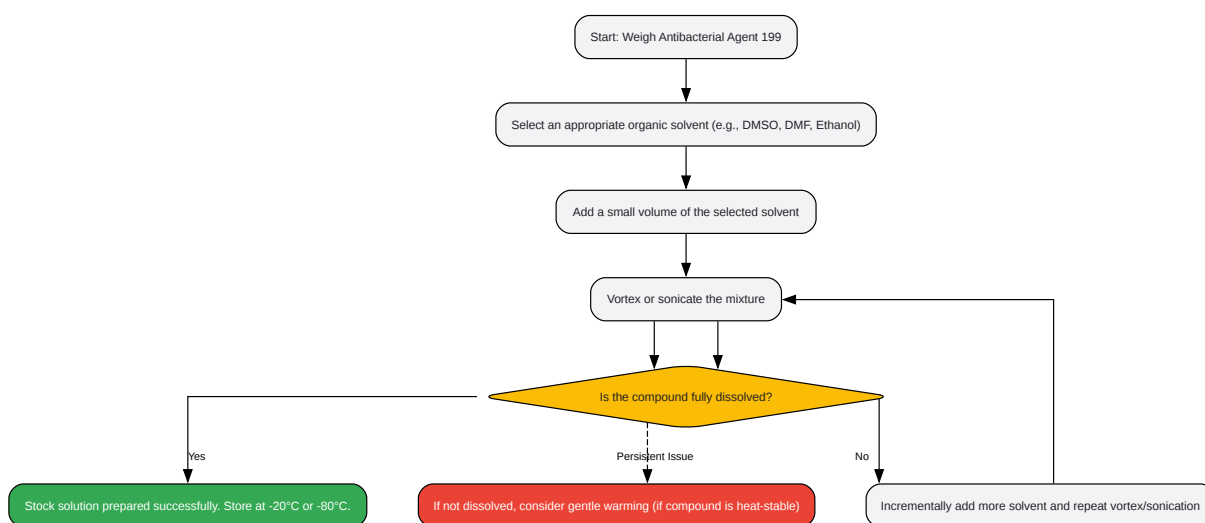 Start: Weigh Antibacterial Agent 199
Select an appropriate organic solvent (e.g., DMSO, DMF, Ethanol)
Add a small volume of the selected solvent
Vortex or sonicate the mixture
Is the compound fully dissolved?
Yes
Persistent Issue
No
Stock solution prepared successfully. Store at -20°C or -80°C.
If not dissolved, consider gentle warming (if compound is heat-stable)
Incrementally add more solvent and repeat vortex/sonication